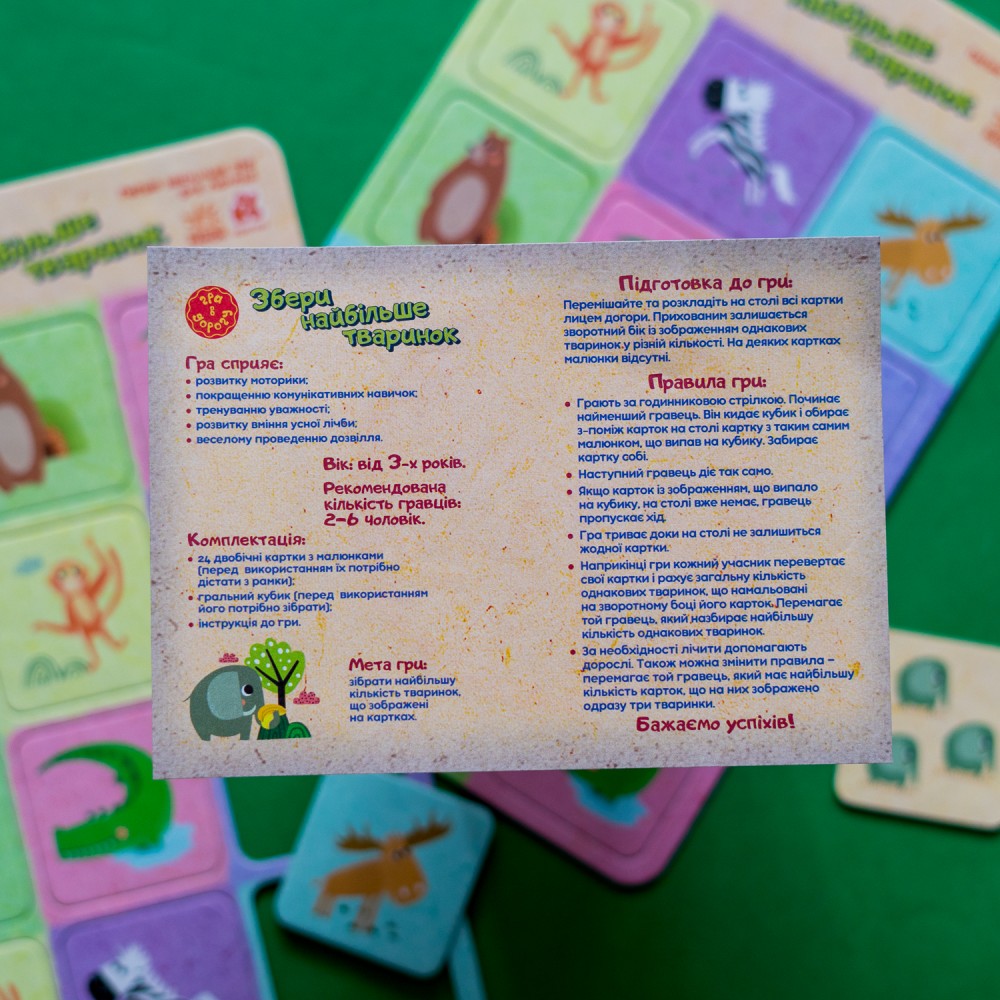 найбільше
тваринок
найбільше
тваринок
гра в дорогу
Збери
найбільше
тваринок
Гра сприяє:
• розвитку моторики;
• покращенню комунікативних навичок;
• тренуванню уважності;
• розвитку вміння усної лічби;
• веселому проведенню дозвілля.
Вік: від 3-х років.
Рекомендована
кількість гравців:
2–6 чоловік.
Комплектація:
• 24 двобічні картки з малюнками
(перед використанням їх потрібно
дістати з рамки);
• гральний кубик (перед використанням
його потрібно зібрати);
• інструкція до гри.
Мета гри:
зібрати найбільшу
кількість тваринок,
що зображені
на картках.
Підготовка до гри:
Перемішайте та розкладіть на столі всі картки
лицем догори. Прихованим залишається
зворотний бік із зображенням однакових
тваринок у різній кількості. На деяких картках
малюнки відсутні.
Правила гри:
• Грають за годинниковою стрілкою. Починає
найменший гравець. Він кидає кубик і обирає
з-поміж карток на столі картку з таким самим
малюнком, що випав на кубику. Забирає
картку собі.
• Наступний гравець діє так само.
• Якщо карток із зображенням, що випало
на кубику, на столі вже немає, гравець
пропускає хід.
• Гра триває доки на столі не залишиться
жодної картки.
• Наприкінці гри кожний учасник перевертає
свої картки і рахує загальну кількість
однакових тваринок, що намальовані
на зворотному боці його карток. Перемагає
той гравець, який назбирає найбільшу
кількість однакових тваринок.
• За необхідності лічити допомагають
дорослі. Також можна змінити правила –
перемагає той гравець, який має найбільшу
кількість карток, що на них зображено
одразу три тваринки.
Бажаємо успіхів!